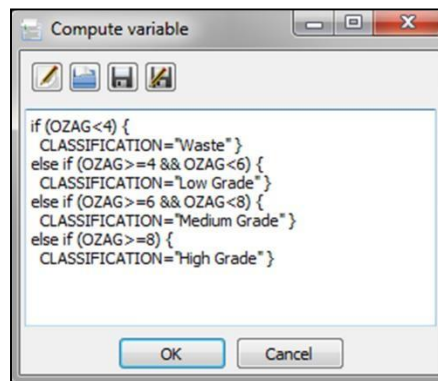 Compute variable
if (OZAG<4) {
  CLASSIFICATION="Waste" }
else if (OZAG>=4 && OZAG<6) {
  CLASSIFICATION="Low Grade" }
else if (OZAG>=6 && OZAG<8) {
  CLASSIFICATION="Medium Grade" }
else if (OZAG>=8) {
  CLASSIFICATION="High Grade" }
OK Cancel